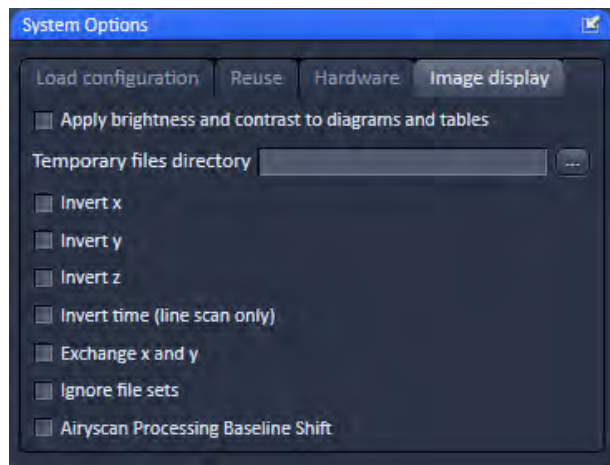 System Options
Load configuration Reuse Hardware Image display
Apply brightness and contrast to diagrams and tables
Temporary files directory ...
Invert x
Invert y
Invert z
Invert time (line scan only)
Exchange x and y
Ignore file sets
Airyscan Processing Baseline Shift